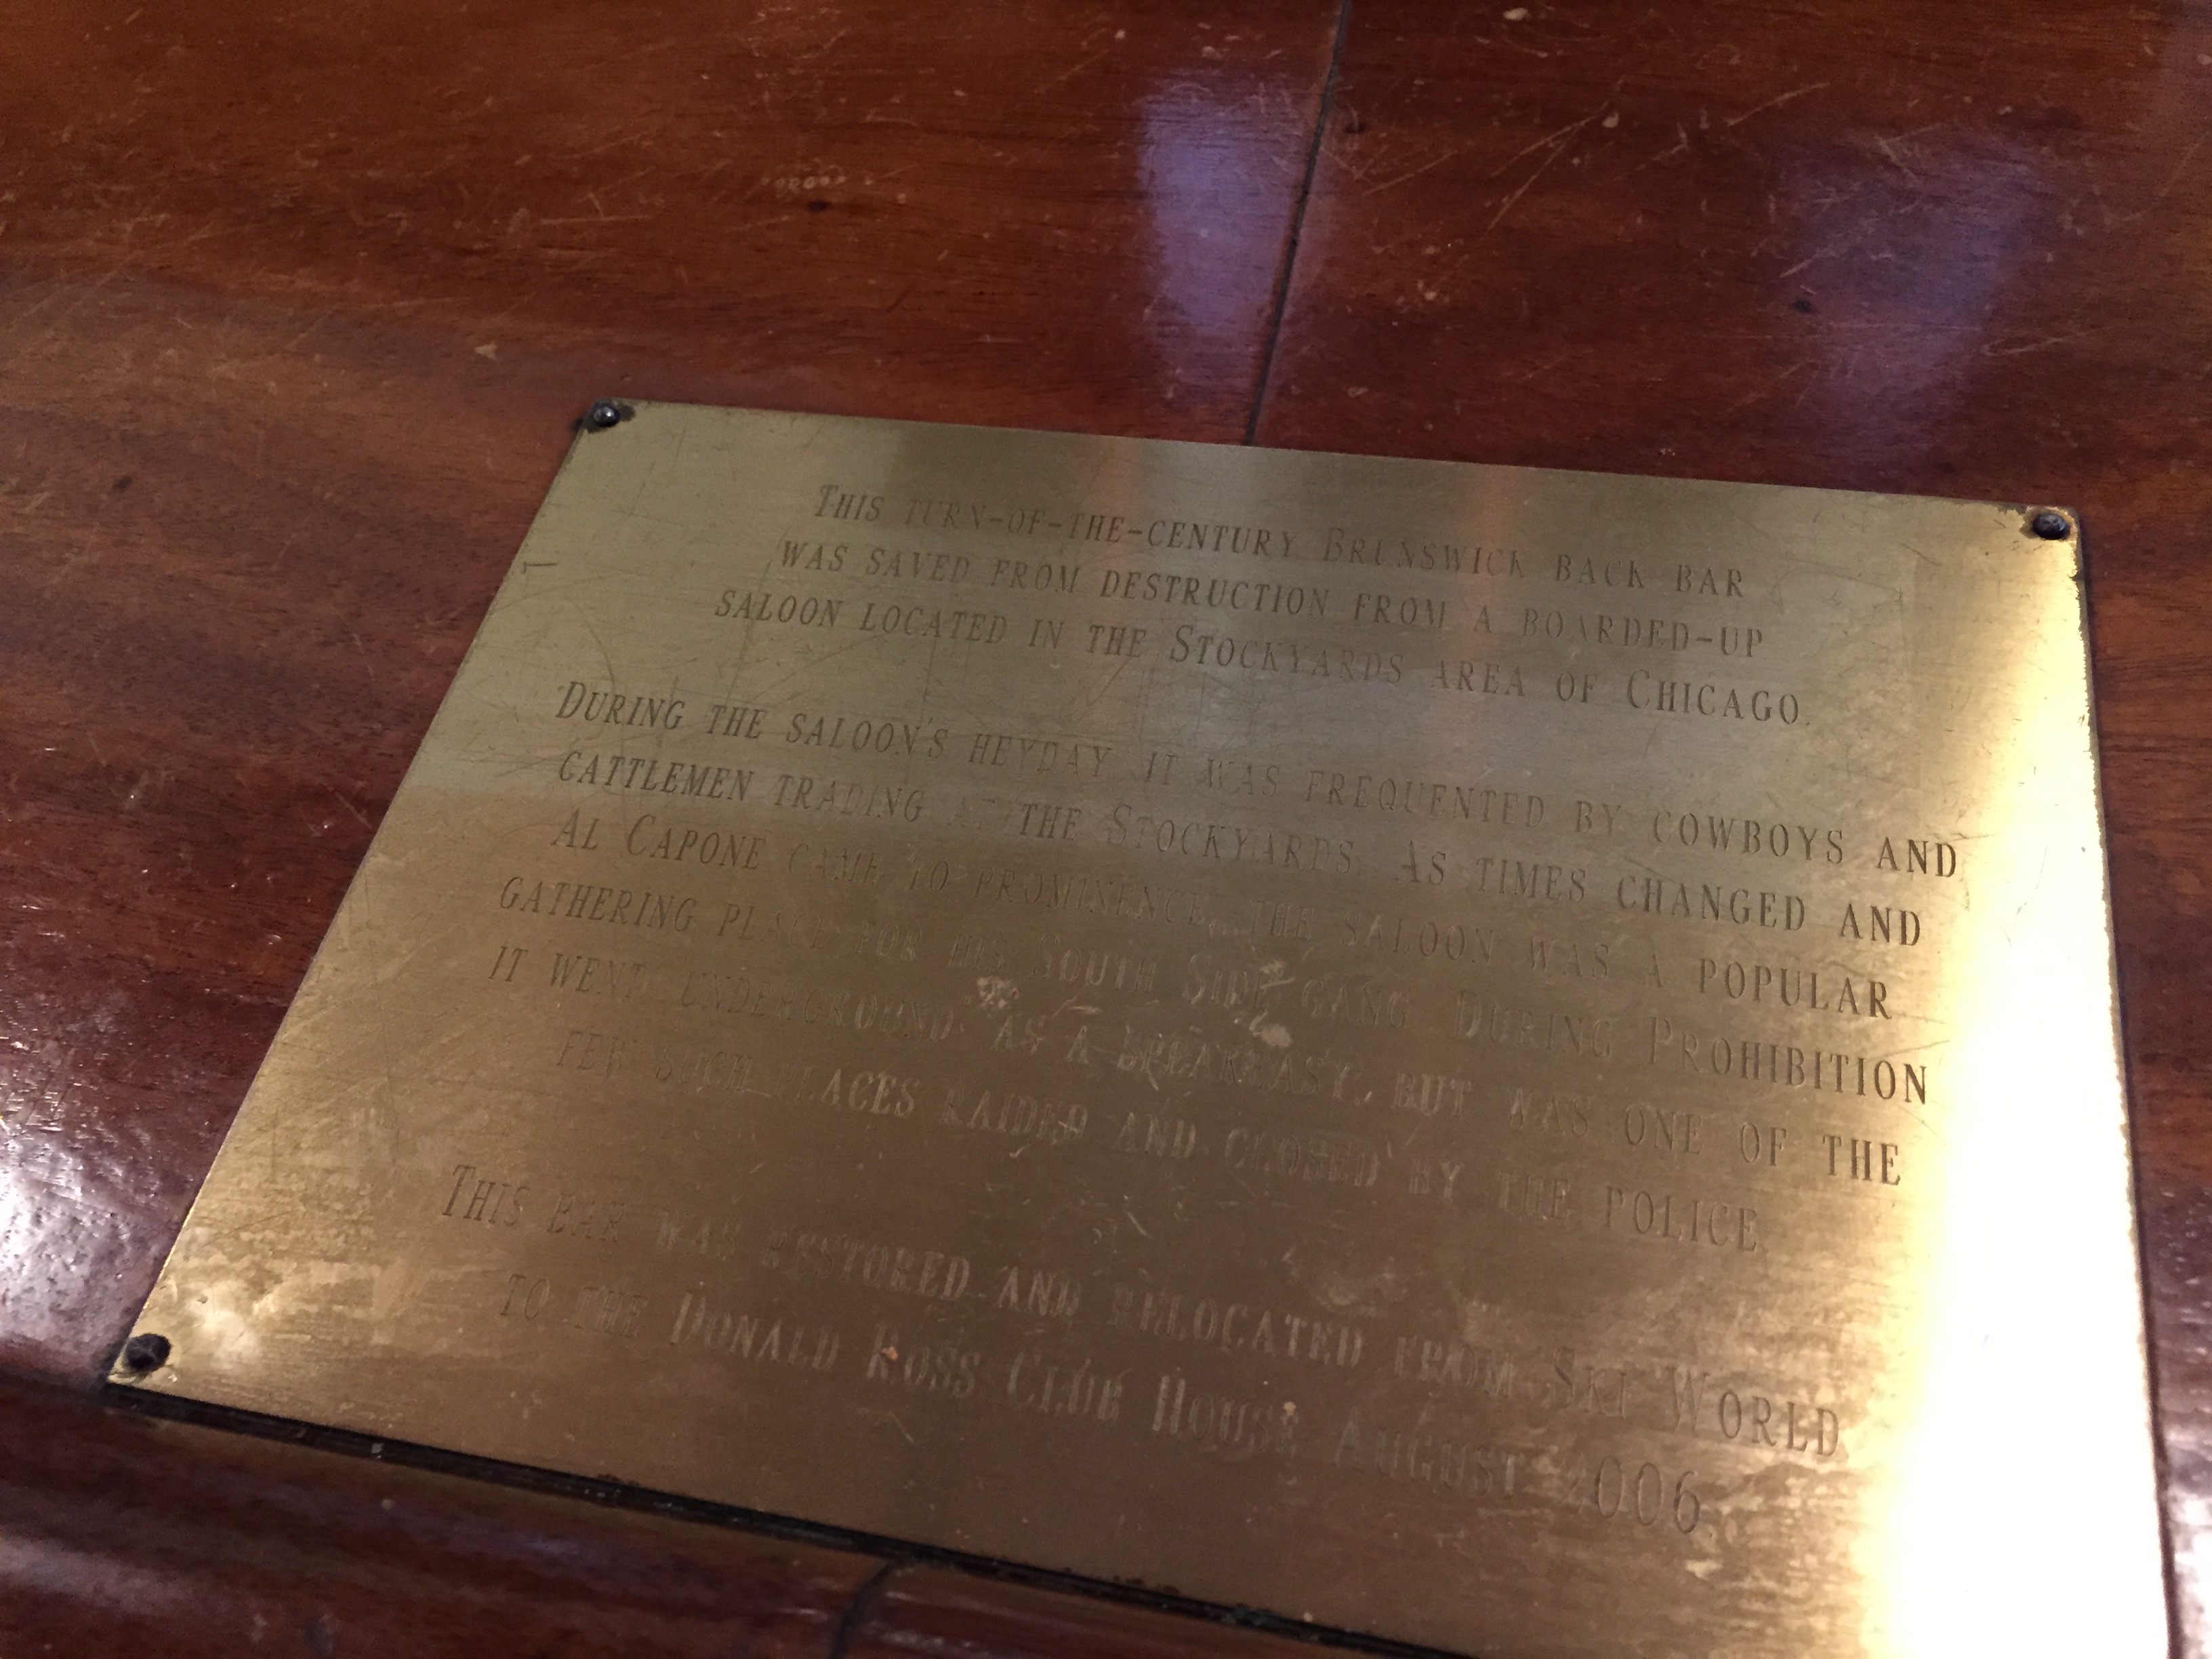 This turn-of-the-century Brunswick back bar
was saved from destruction from a boarded-up
saloon located in the Stockyards area of Chicago.
During the saloon's heyday it was frequented by cowboys and
cattlemen trading at the Stockyards. As times changed and
Al Capone came to prominence, the saloon was a popular
gathering place for his South Side gang. During Prohibition
it went underground as a speakeasy, but was one of the
few such places raided and closed by the police.
This bar was restored and relocated from Ski World
to the Donald Ross Club House August 2006.